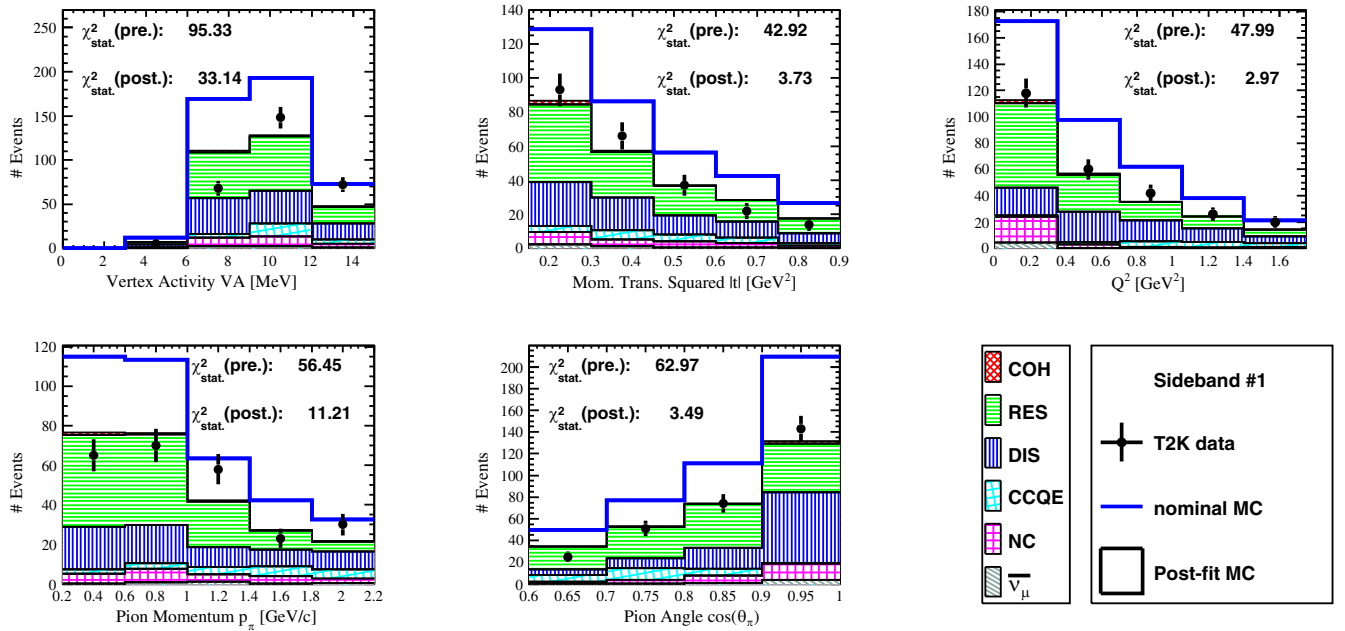 χ²stat.(pre.): 95.33
χ²stat.(post.): 33.14
# Events
0 50 100 150 200 250
0 2 4 6 8 10 12 14
Vertex Activity VA [MeV]
χ²stat.(pre.): 42.92
χ²stat.(post.): 3.73
# Events
0 20 40 60 80 100 120 140
0.2 0.3 0.4 0.5 0.6 0.7 0.8 0.9
Mom. Trans. Squared |t| [GeV²]
χ²stat.(pre.): 47.99
χ²stat.(post.): 2.97
# Events
0 20 40 60 80 100 120 140 160 180
0 0.2 0.4 0.6 0.8 1 1.2 1.4 1.6
Q² [GeV²]
χ²stat.(pre.): 56.45
χ²stat.(post.): 11.21
# Events
0 20 40 60 80 100 120
0.2 0.4 0.6 0.8 1 1.2 1.4 1.6 1.8 2 2.2
Pion Momentum pπ [GeV/c]
χ²stat.(pre.): 62.97
χ²stat.(post.): 3.49
# Events
0 20 40 60 80 100 120 140 160 180 200
0.6 0.65 0.7 0.75 0.8 0.85 0.9 0.95 1
Pion Angle cos(θπ)
COH
RES
DIS
CCQE
NC
ν̅μ
Sideband #1
T2K data
nominal MC
Post-fit MC